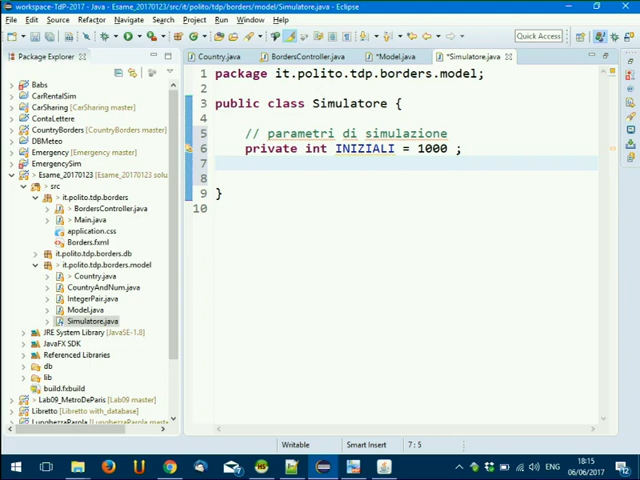 workspace-TdP-2017 - Java - Esame_20170123/src/it/polito/tdp/borders/model/Simulatore.java - Eclipse
File Edit Source Refactor Navigate Search Project Run Window Help
Quick Access
Package Explorer
Country.java
BordersController.java
*Model.java
*Simulatore.java
Babs
CarRentalSim
CarSharing [CarSharing master]
ContaLettere
CountryBorders [CountryBorders master]
DBMeteo
Emergency [Emergency master]
EmergencySim
> Esame_20170123 [Esame_20170123 solu
src
it.polito.tdp.borders
> BordersController.java
> Main.java
application.css
Borders.fxml
it.polito.tdp.borders.db
it.polito.tdp.borders.model
> Country.java
CountryAndNum.java
IntegerPair.java
Model.java
Simulatore.java
JRE System Library [JavaSE-1.8]
JavaFX SDK
Referenced Libraries
db
lib
build.fxbuild
> Lab09_MetroDeParis [Lab09 master]
Libretto [Libretto with_database]
1 package it.polito.tdp.borders.model;
2
3 public class Simulatore {
4
5 // parametri di simulazione
6 private int INIZIALI = 1000 ;
7
8
9 }
10
Writable
Smart Insert
7 : 5
ENG
18:15
06/06/2017